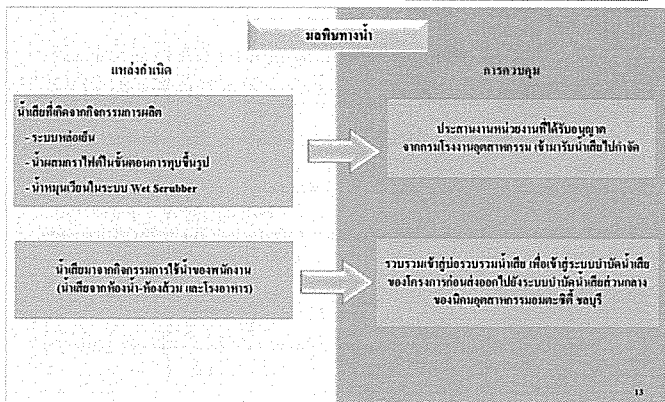 มลพิษทางน้ำ
แหล่งกำเนิด
การควบคุม
น้ำเสียที่เกิดจากกิจกรรมการผลิต
- ระบบหล่อเย็น
- น้ำผสมกราไฟต์ในขั้นตอนการทุบขึ้นรูป
- น้ำหมุนเวียนในระบบ Wet Scrubber
ประสานงานหน่วยงานที่ได้รับอนุญาต
จากกรมโรงงานอุตสาหกรรม เข้ามารับน้ำเสียไปกำจัด
น้ำเสียมาจากกิจกรรมการใช้น้ำของพนักงาน
(น้ำเสียจากห้องน้ำ-ห้องส้วม และโรงอาหาร)
รวบรวมเข้าสู่บ่อรวบรวมน้ำเสีย เพื่อเข้าสู่ระบบบำบัดน้ำเสีย
ของโครงการก่อนส่งออกไปยังระบบบำบัดน้ำเสียส่วนกลาง
ของนิคมอุตสาหกรรมอมตะซิตี้ ชลบุรี
13